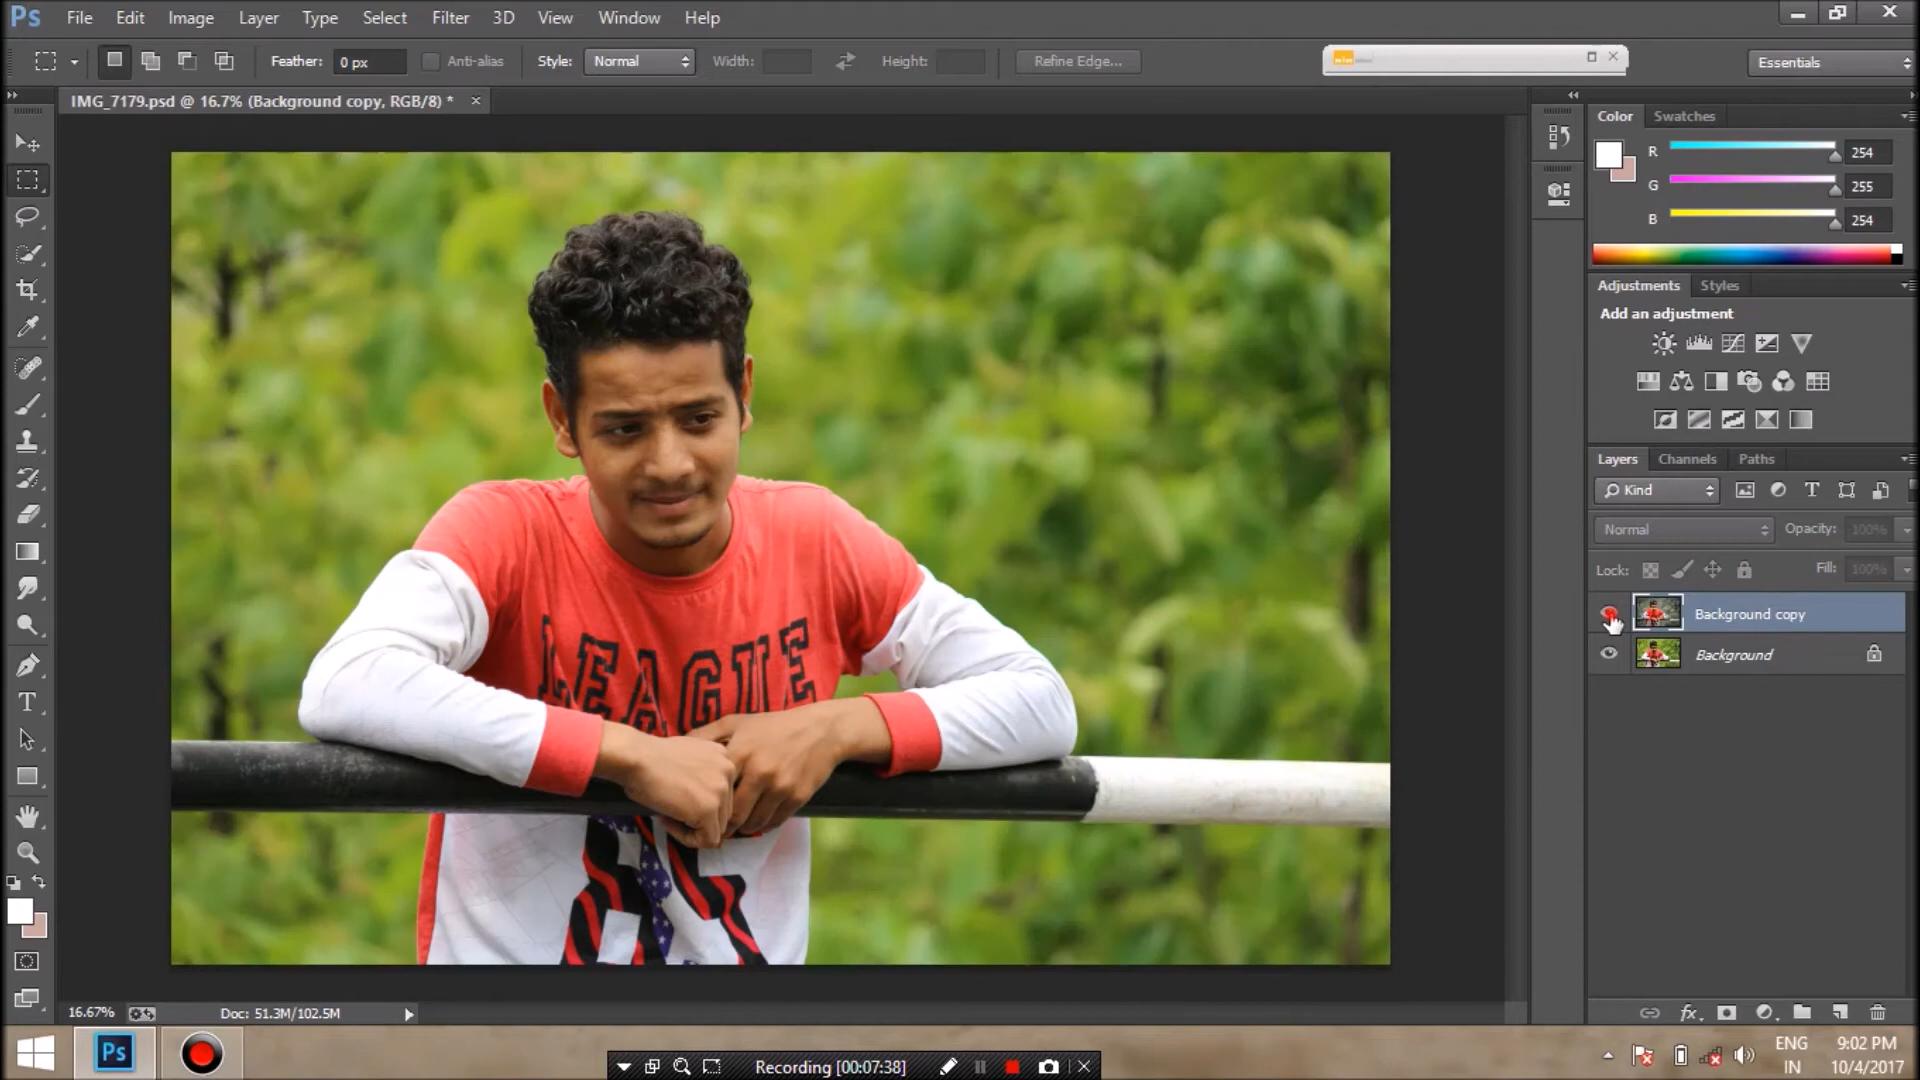 Ps File Edit Image Layer Type Select Filter 3D View Window Help
Feather: 0 px Anti-alias Style: Normal Width: Height: Refine Edge... Essentials
IMG_7179.psd @ 16.7% (Background copy, RGB/8) * ×
Color Swatches
R 254
G 255
B 254
Adjustments Styles
Add an adjustment
Layers Channels Paths
Kind
Normal Opacity: 100%
Lock: Fill: 100%
Background copy
Background
LEAGUE
T
16.67% Doc: 51.3M/102.5M
fx
Ps
Recording [00:07:38]
ENG 9:02 PM
IN 10/4/2017